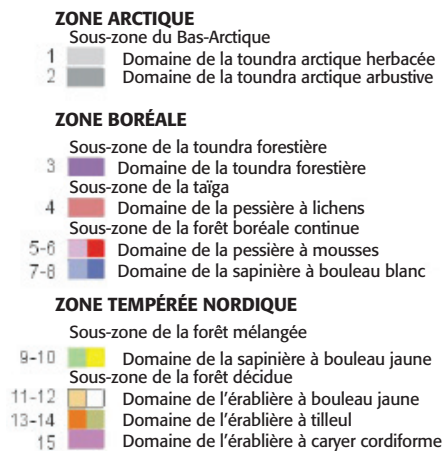 ZONE ARCTIQUE
Sous-zone du Bas-Arctique
1 Domaine de la toundra arctique herbacée
2 Domaine de la toundra arctique arbustive
ZONE BORÉALE
Sous-zone de la toundra forestière
3 Domaine de la toundra forestière
Sous-zone de la taïga
4 Domaine de la pessière à lichens
Sous-zone de la forêt boréale continue
5-6 Domaine de la pessière à mousses
7-8 Domaine de la sapinière à bouleau blanc
ZONE TEMPÉRÉE NORDIQUE
Sous-zone de la forêt mélangée
9-10 Domaine de la sapinière à bouleau jaune
Sous-zone de la forêt décidue
11-12 Domaine de l'érablière à bouleau jaune
13-14 Domaine de l'érablière à tilleul
15 Domaine de l'érablière à caryer cordiforme